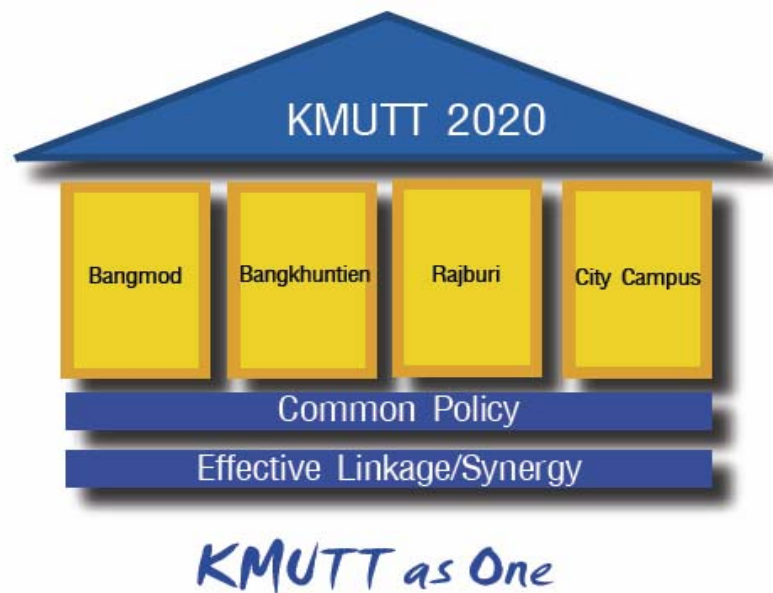 KMUTT 2020
Bangmod
Bangkhuntien
Rajburi
City Campus
Common Policy
Effective Linkage/Synergy
KMUTT as One